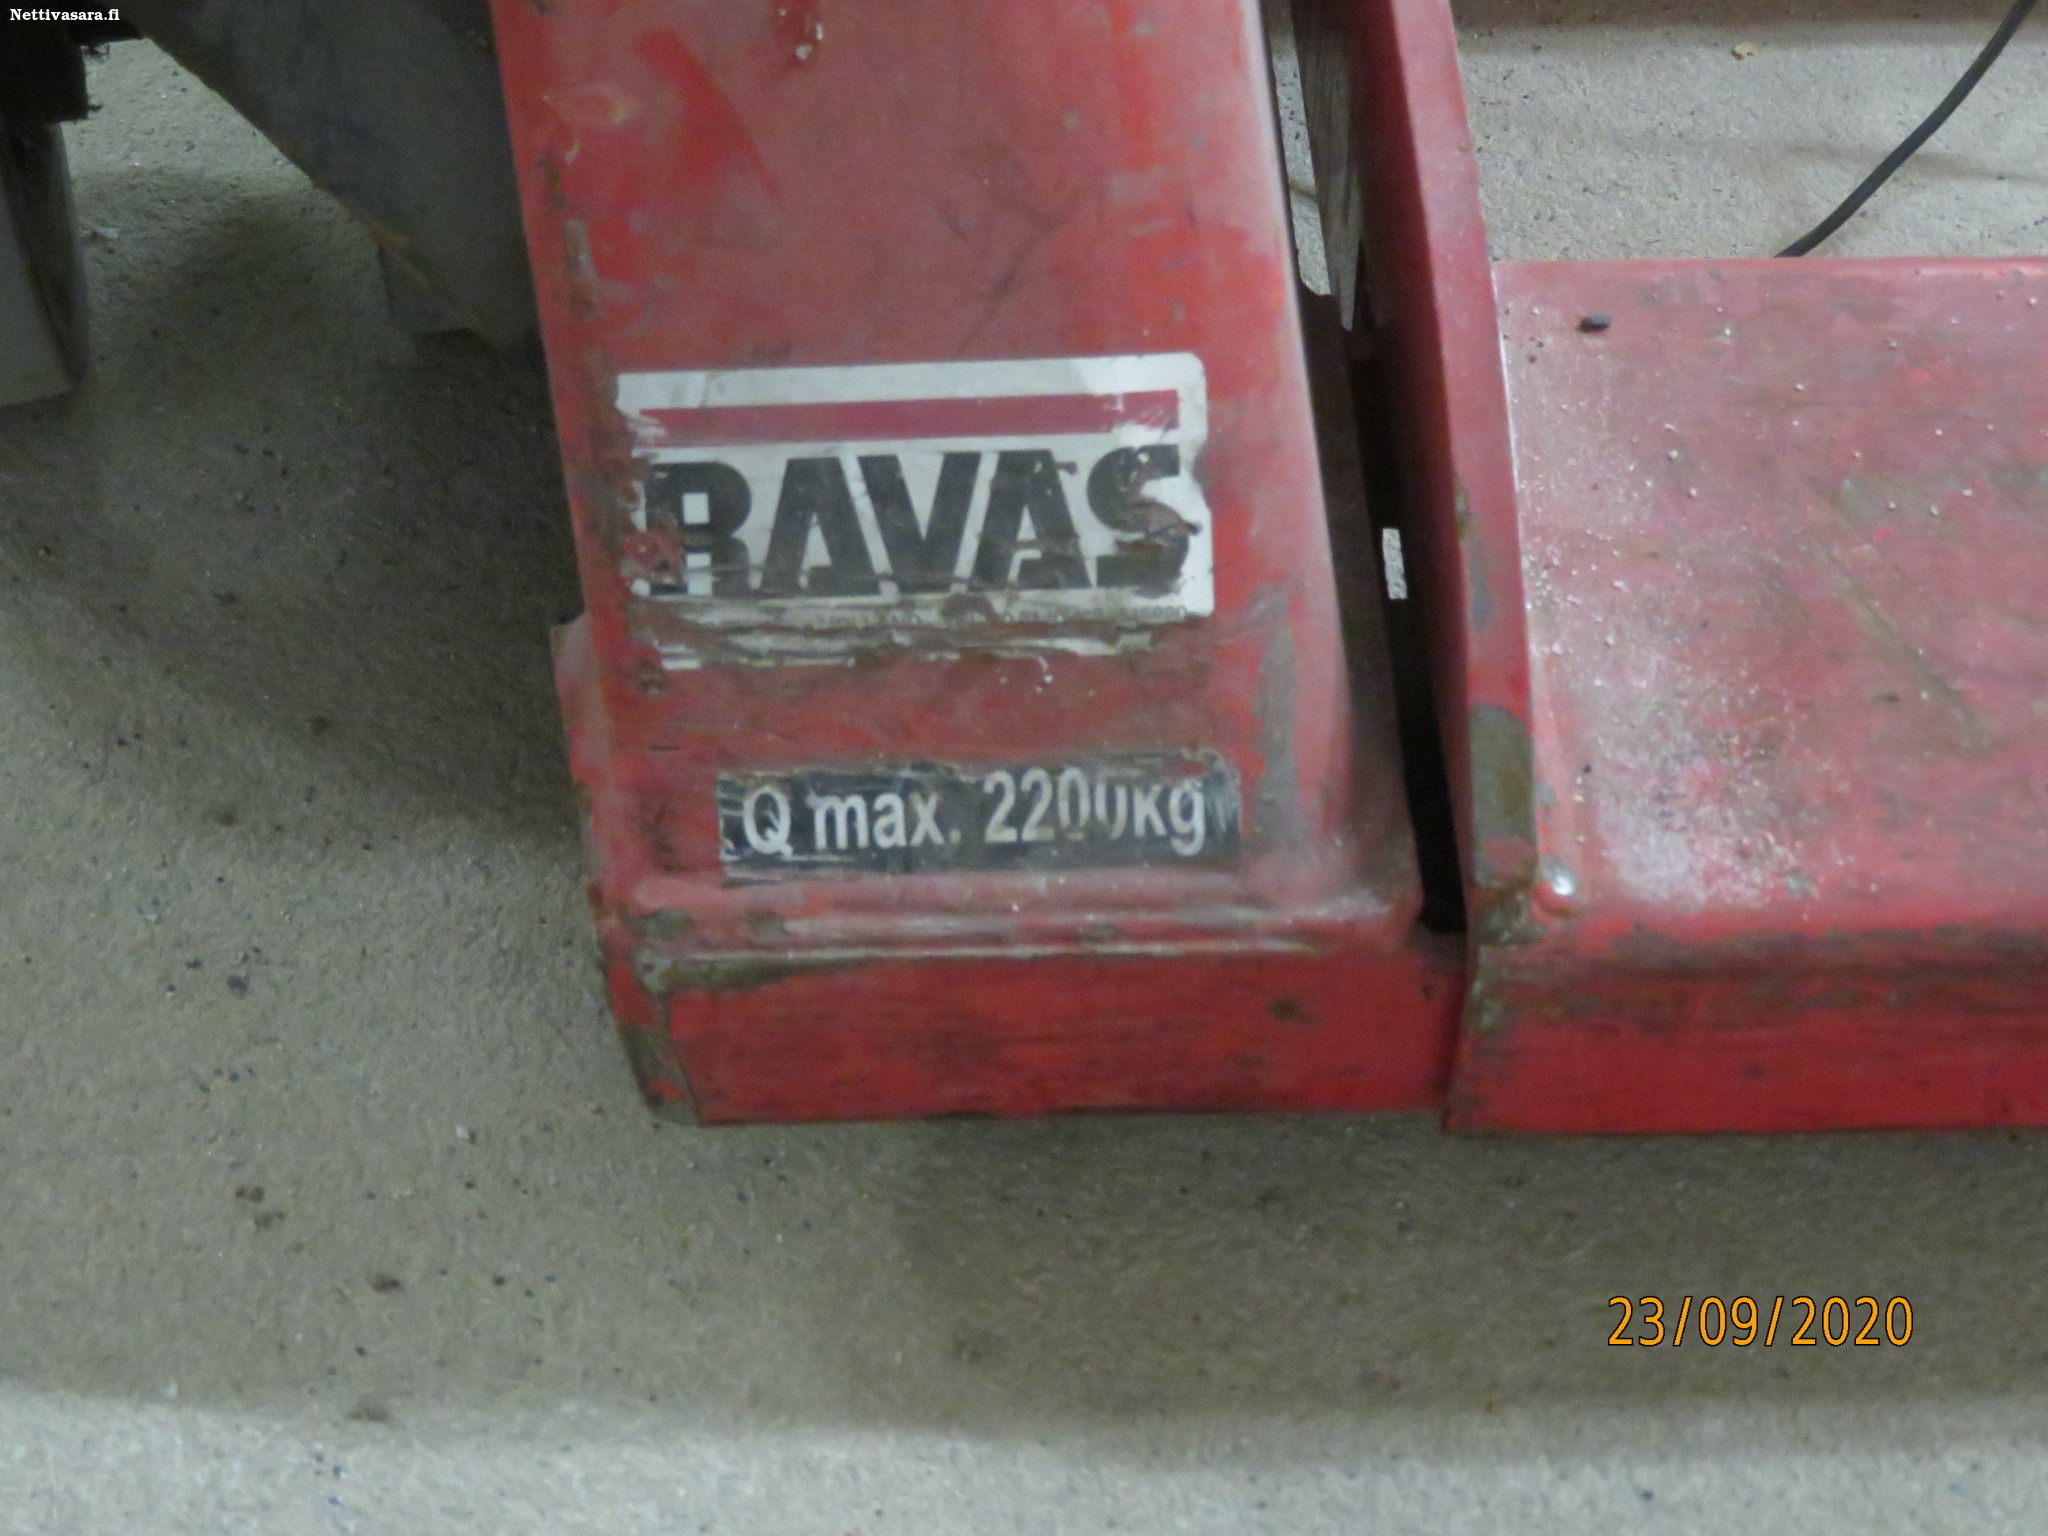 Nettivasara.fi
RAVAS
Q max. 2200kg
23/09/2020